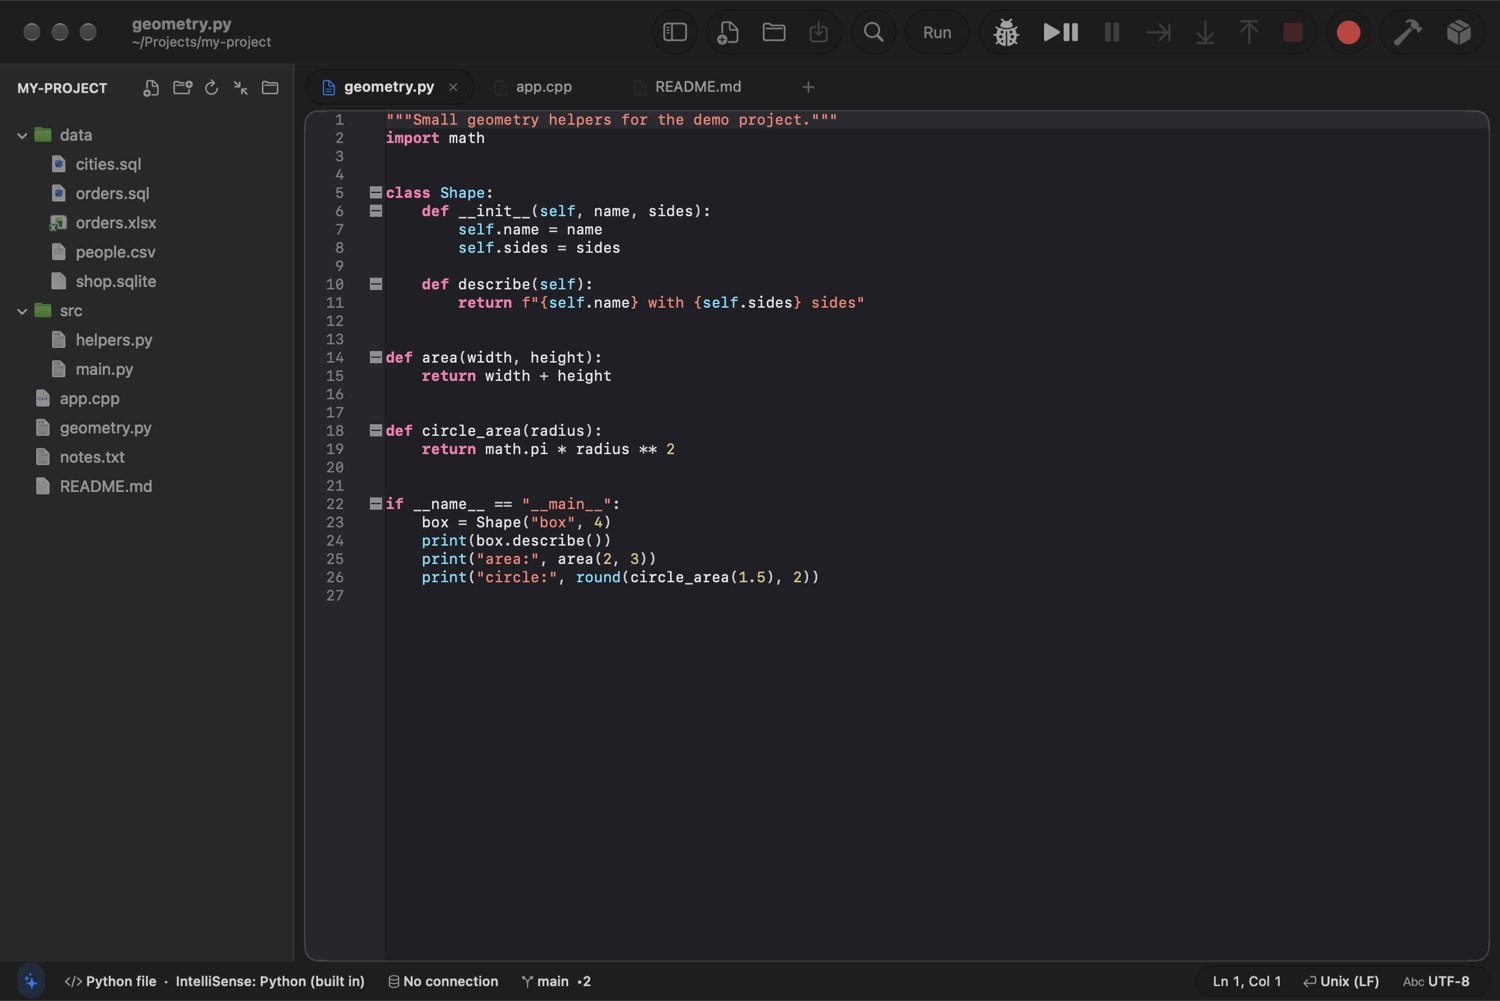 geometry.py
~/Projects/my-project
Run
MY-PROJECT
data
cities.sql
orders.sql
orders.xlsx
people.csv
shop.sqlite
src
helpers.py
main.py
app.cpp
geometry.py
notes.txt
README.md
geometry.py × app.cpp README.md +
1 """Small geometry helpers for the demo project."""
2 import math
3
4
5 class Shape:
6     def __init__(self, name, sides):
7         self.name = name
8         self.sides = sides
9
10     def describe(self):
11         return f"{self.name} with {self.sides} sides"
12
13
14 def area(width, height):
15     return width + height
16
17
18 def circle_area(radius):
19     return math.pi * radius ** 2
20
21
22 if __name__ == "__main__":
23     box = Shape("box", 4)
24     print(box.describe())
25     print("area:", area(2, 3))
26     print("circle:", round(circle_area(1.5), 2))
27
</> Python file · IntelliSense: Python (built in) No connection main •2 Ln 1, Col 1 Unix (LF) Abc UTF-8